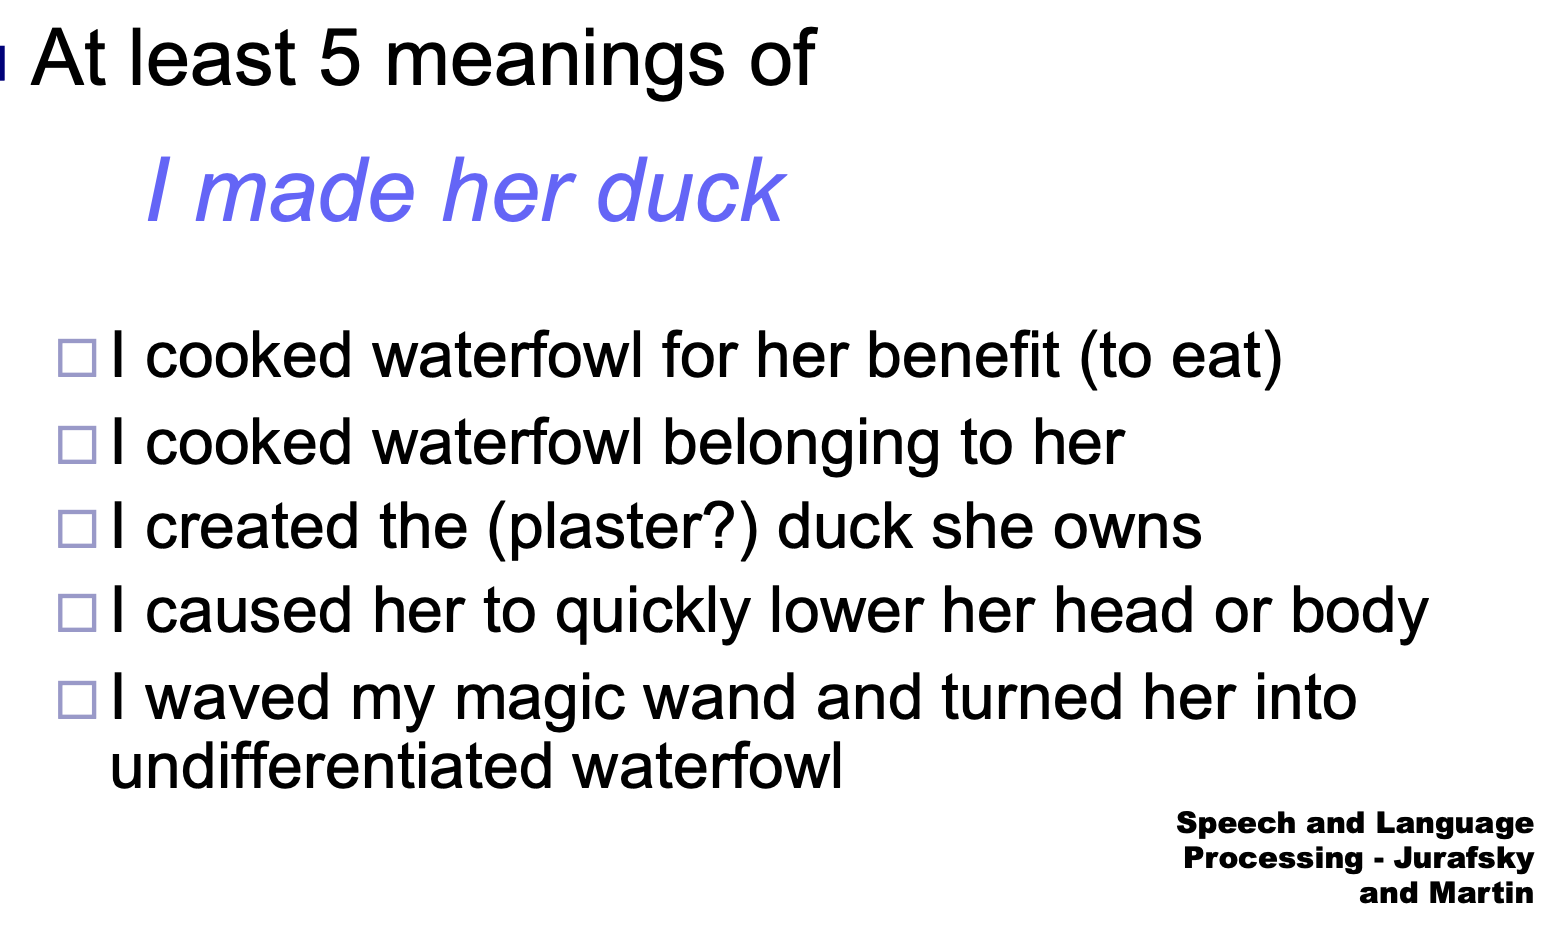 At least 5 meanings of
I made her duck
I cooked waterfowl for her benefit (to eat)
I cooked waterfowl belonging to her
I created the (plaster?) duck she owns
I caused her to quickly lower her head or body
I waved my magic wand and turned her into
undifferentiated waterfowl
Speech and Language
Processing - Jurafsky
and Martin